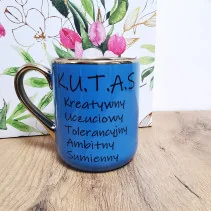 K.U.T.A.S
Kreatywny
Uczuciowy
Tolerancyjny
Ambitny
Sumienny